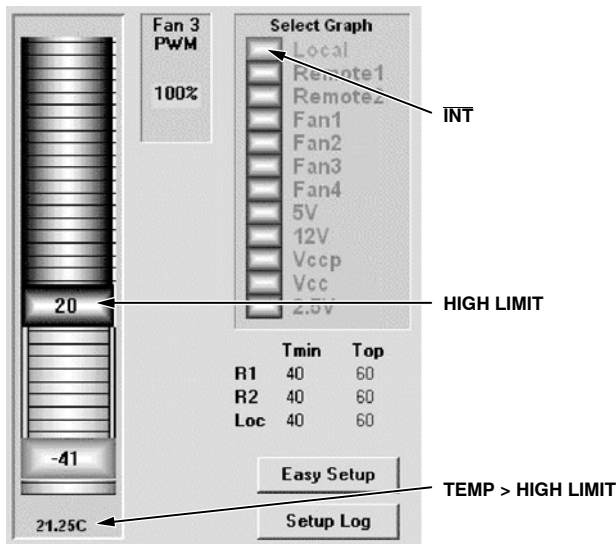 Fan 3
PWM
100%
Select Graph
Local
Remote1
Remote2
Fan1
Fan2
Fan3
Fan4
5V
12V
Vccp
Vcc
2.5V
INT
20
HIGH LIMIT
Tmin Top
R1 40 60
R2 40 60
Loc 40 60
-41
Easy Setup
TEMP > HIGH LIMIT
21.25C
Setup Log